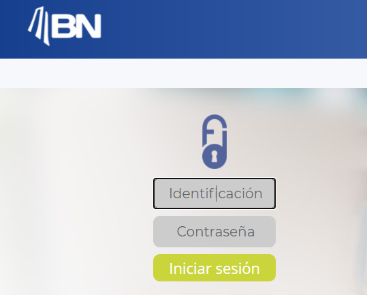 BN
Identificación
Contraseña
Iniciar sesión